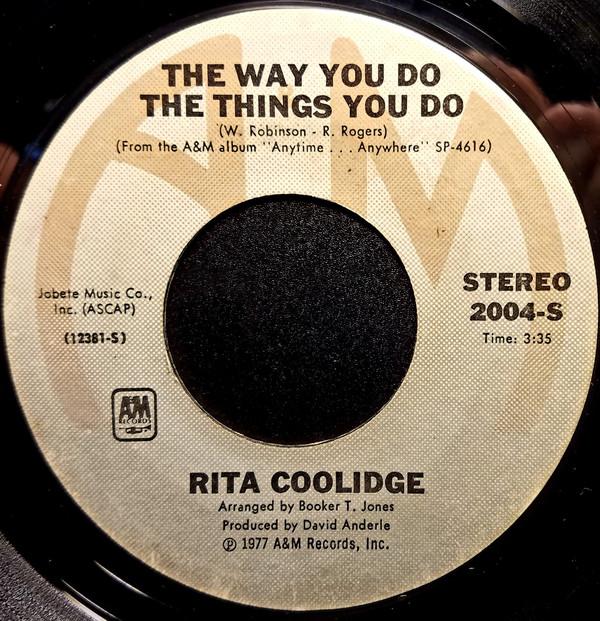 THE WAY YOU DO
THE THINGS YOU DO
(W. Robinson - R. Rogers)
(From the A&M album "Anytime . . . Anywhere" SP-4616)
Jobete Music Co.,
Inc. (ASCAP)
(12381-S)
STEREO
2004-S
Time: 3:35
A&M
RECORDS
RITA COOLIDGE
Arranged by Booker T. Jones
Produced by David Anderle
℗ 1977 A&M Records, Inc.